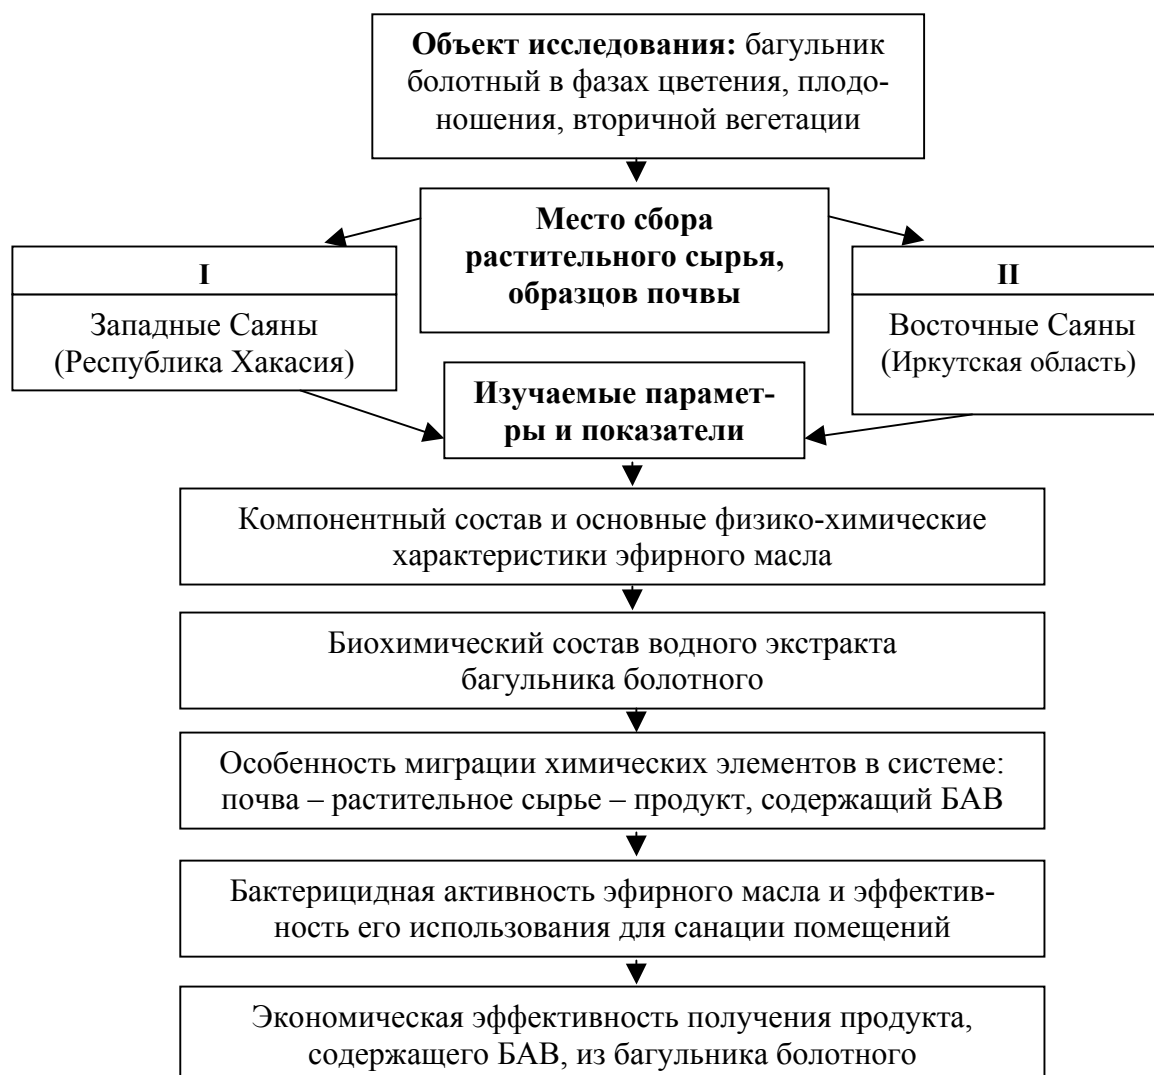 Объект исследования: багульник
болотный в фазах цветения, плодо-
ношения, вторичной вегетации
Место сбора
растительного сырья,
образцов почвы
I
Западные Саяны
(Республика Хакасия)
II
Восточные Саяны
(Иркутская область)
Изучаемые парамет-
ры и показатели
Компонентный состав и основные физико-химические
характеристики эфирного масла
Биохимический состав водного экстракта
багульника болотного
Особенность миграции химических элементов в системе:
почва – растительное сырье – продукт, содержащий БАВ
Бактерицидная активность эфирного масла и эффектив-
ность его использования для санации помещений
Экономическая эффективность получения продукта,
содержащего БАВ, из багульника болотного